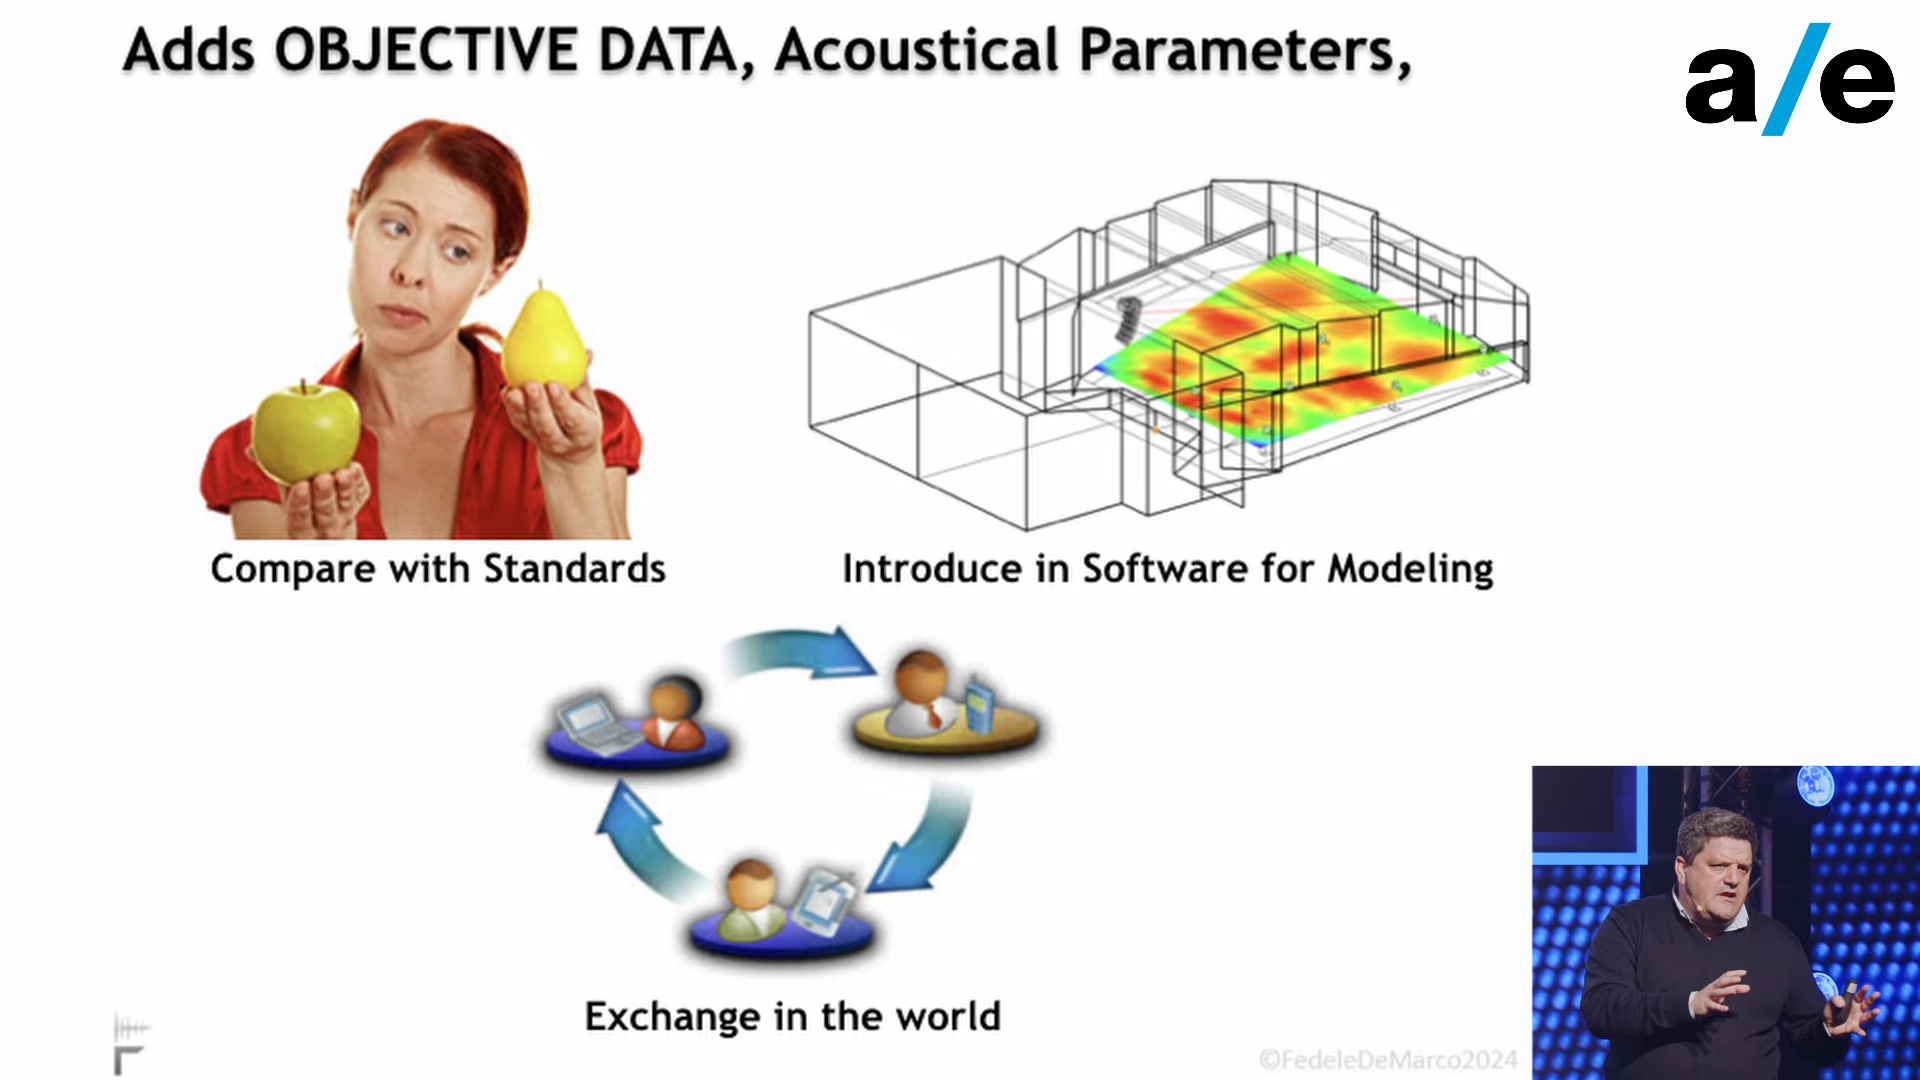 Adds OBJECTIVE DATA, Acoustical Parameters,
a/e
Compare with Standards
Introduce in Software for Modeling
Exchange in the world
©FedeleDeMarco2024